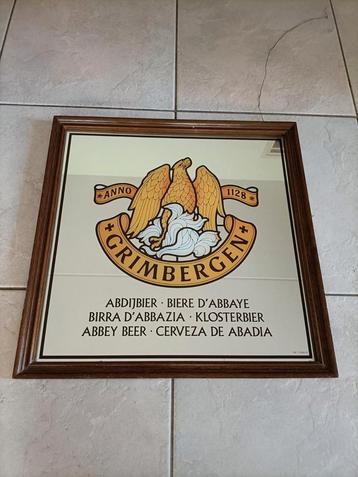 ANNO 1128
GRIMBERGEN
ABDIJBIER · BIERE D'ABBAYE
BIRRA D'ABBAZIA · KLOSTERBIER
ABBEY BEER · CERVEZA DE ABADIA